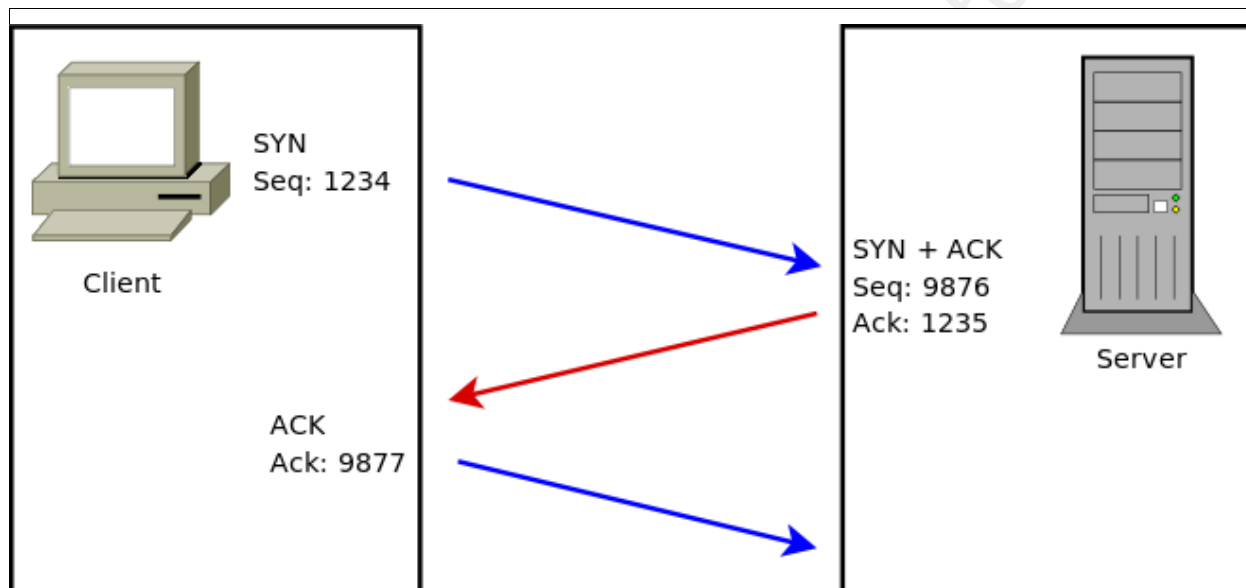 SYN
Seq: 1234
Client
SYN + ACK
Seq: 9876
Ack: 1235
Server
ACK
Ack: 9877